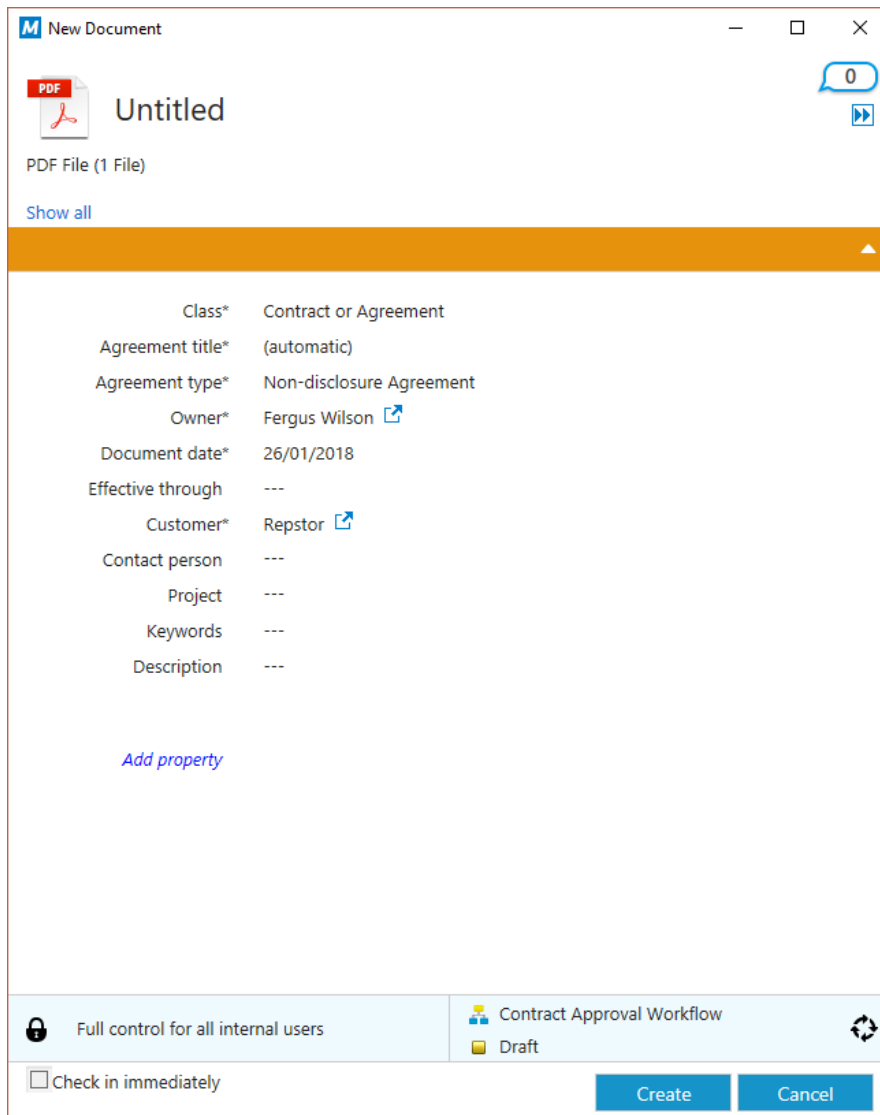 M New Document
0
PDF
Untitled
PDF File (1 File)
Show all
Class* Contract or Agreement
Agreement title* (automatic)
Agreement type* Non-disclosure Agreement
Owner* Fergus Wilson
Document date* 26/01/2018
Effective through ---
Customer* Repstor
Contact person ---
Project ---
Keywords ---
Description ---
Add property
Full control for all internal users
Contract Approval Workflow
Draft
Check in immediately
Create Cancel